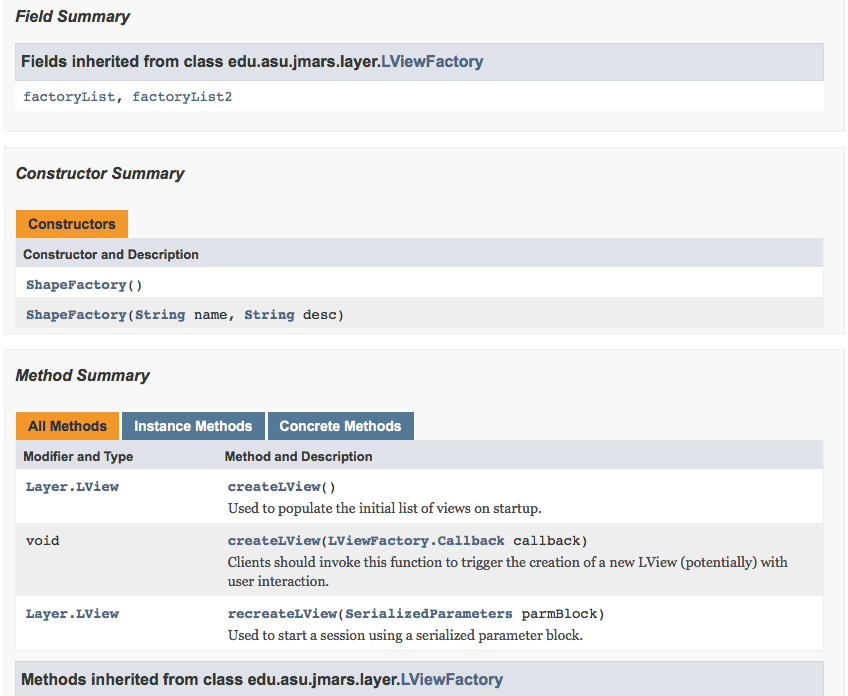 Field Summary
Fields inherited from class edu.asu.jmars.layer.LViewFactory
factoryList, factoryList2
Constructor Summary
Constructors
Constructor and Description
ShapeFactory()
ShapeFactory(String name, String desc)
Method Summary
All Methods Instance Methods Concrete Methods
Modifier and Type Method and Description
Layer.LView createLView()
Used to populate the initial list of views on startup.
void createLView(LViewFactory.Callback callback)
Clients should invoke this function to trigger the creation of a new LView (potentially) with
user interaction.
Layer.LView recreateLView(SerializedParameters parmBlock)
Used to start a session using a serialized parameter block.
Methods inherited from class edu.asu.jmars.layer.LViewFactory